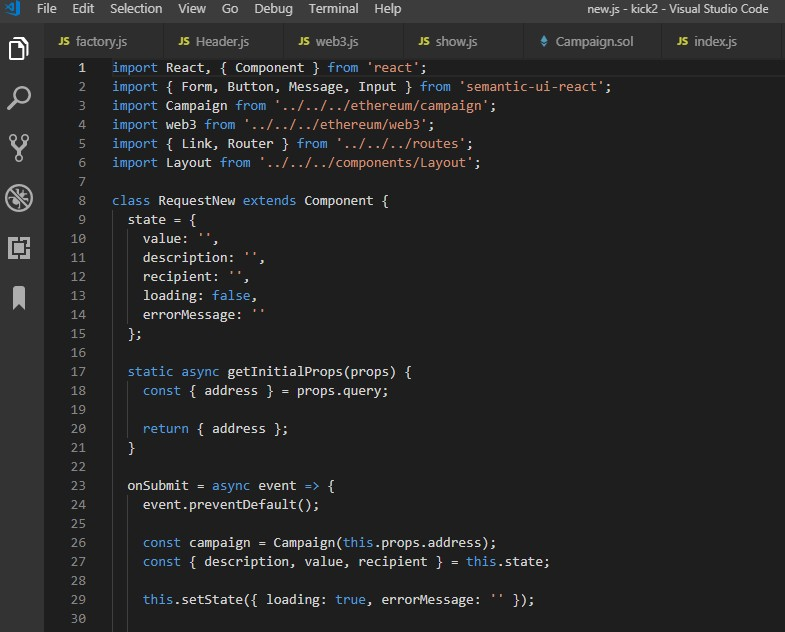 File Edit Selection View Go Debug Terminal Help new.js - kick2 - Visual Studio Code
JS factory.js JS Header.js JS web3.js JS show.js Campaign.sol JS index.js
1 import React, { Component } from 'react';
2 import { Form, Button, Message, Input } from 'semantic-ui-react';
3 import Campaign from '../../../ethereum/campaign';
4 import web3 from '../../../ethereum/web3';
5 import { Link, Router } from '../../../routes';
6 import Layout from '../../../components/Layout';
7
8 class RequestNew extends Component {
9 state = {
10 value: '',
11 description: '',
12 recipient: '',
13 loading: false,
14 errorMessage: ''
15 };
16
17 static async getInitialProps(props) {
18 const { address } = props.query;
19
20 return { address };
21 }
22
23 onSubmit = async event => {
24 event.preventDefault();
25
26 const campaign = Campaign(this.props.address);
27 const { description, value, recipient } = this.state;
28
29 this.setState({ loading: true, errorMessage: '' });
30